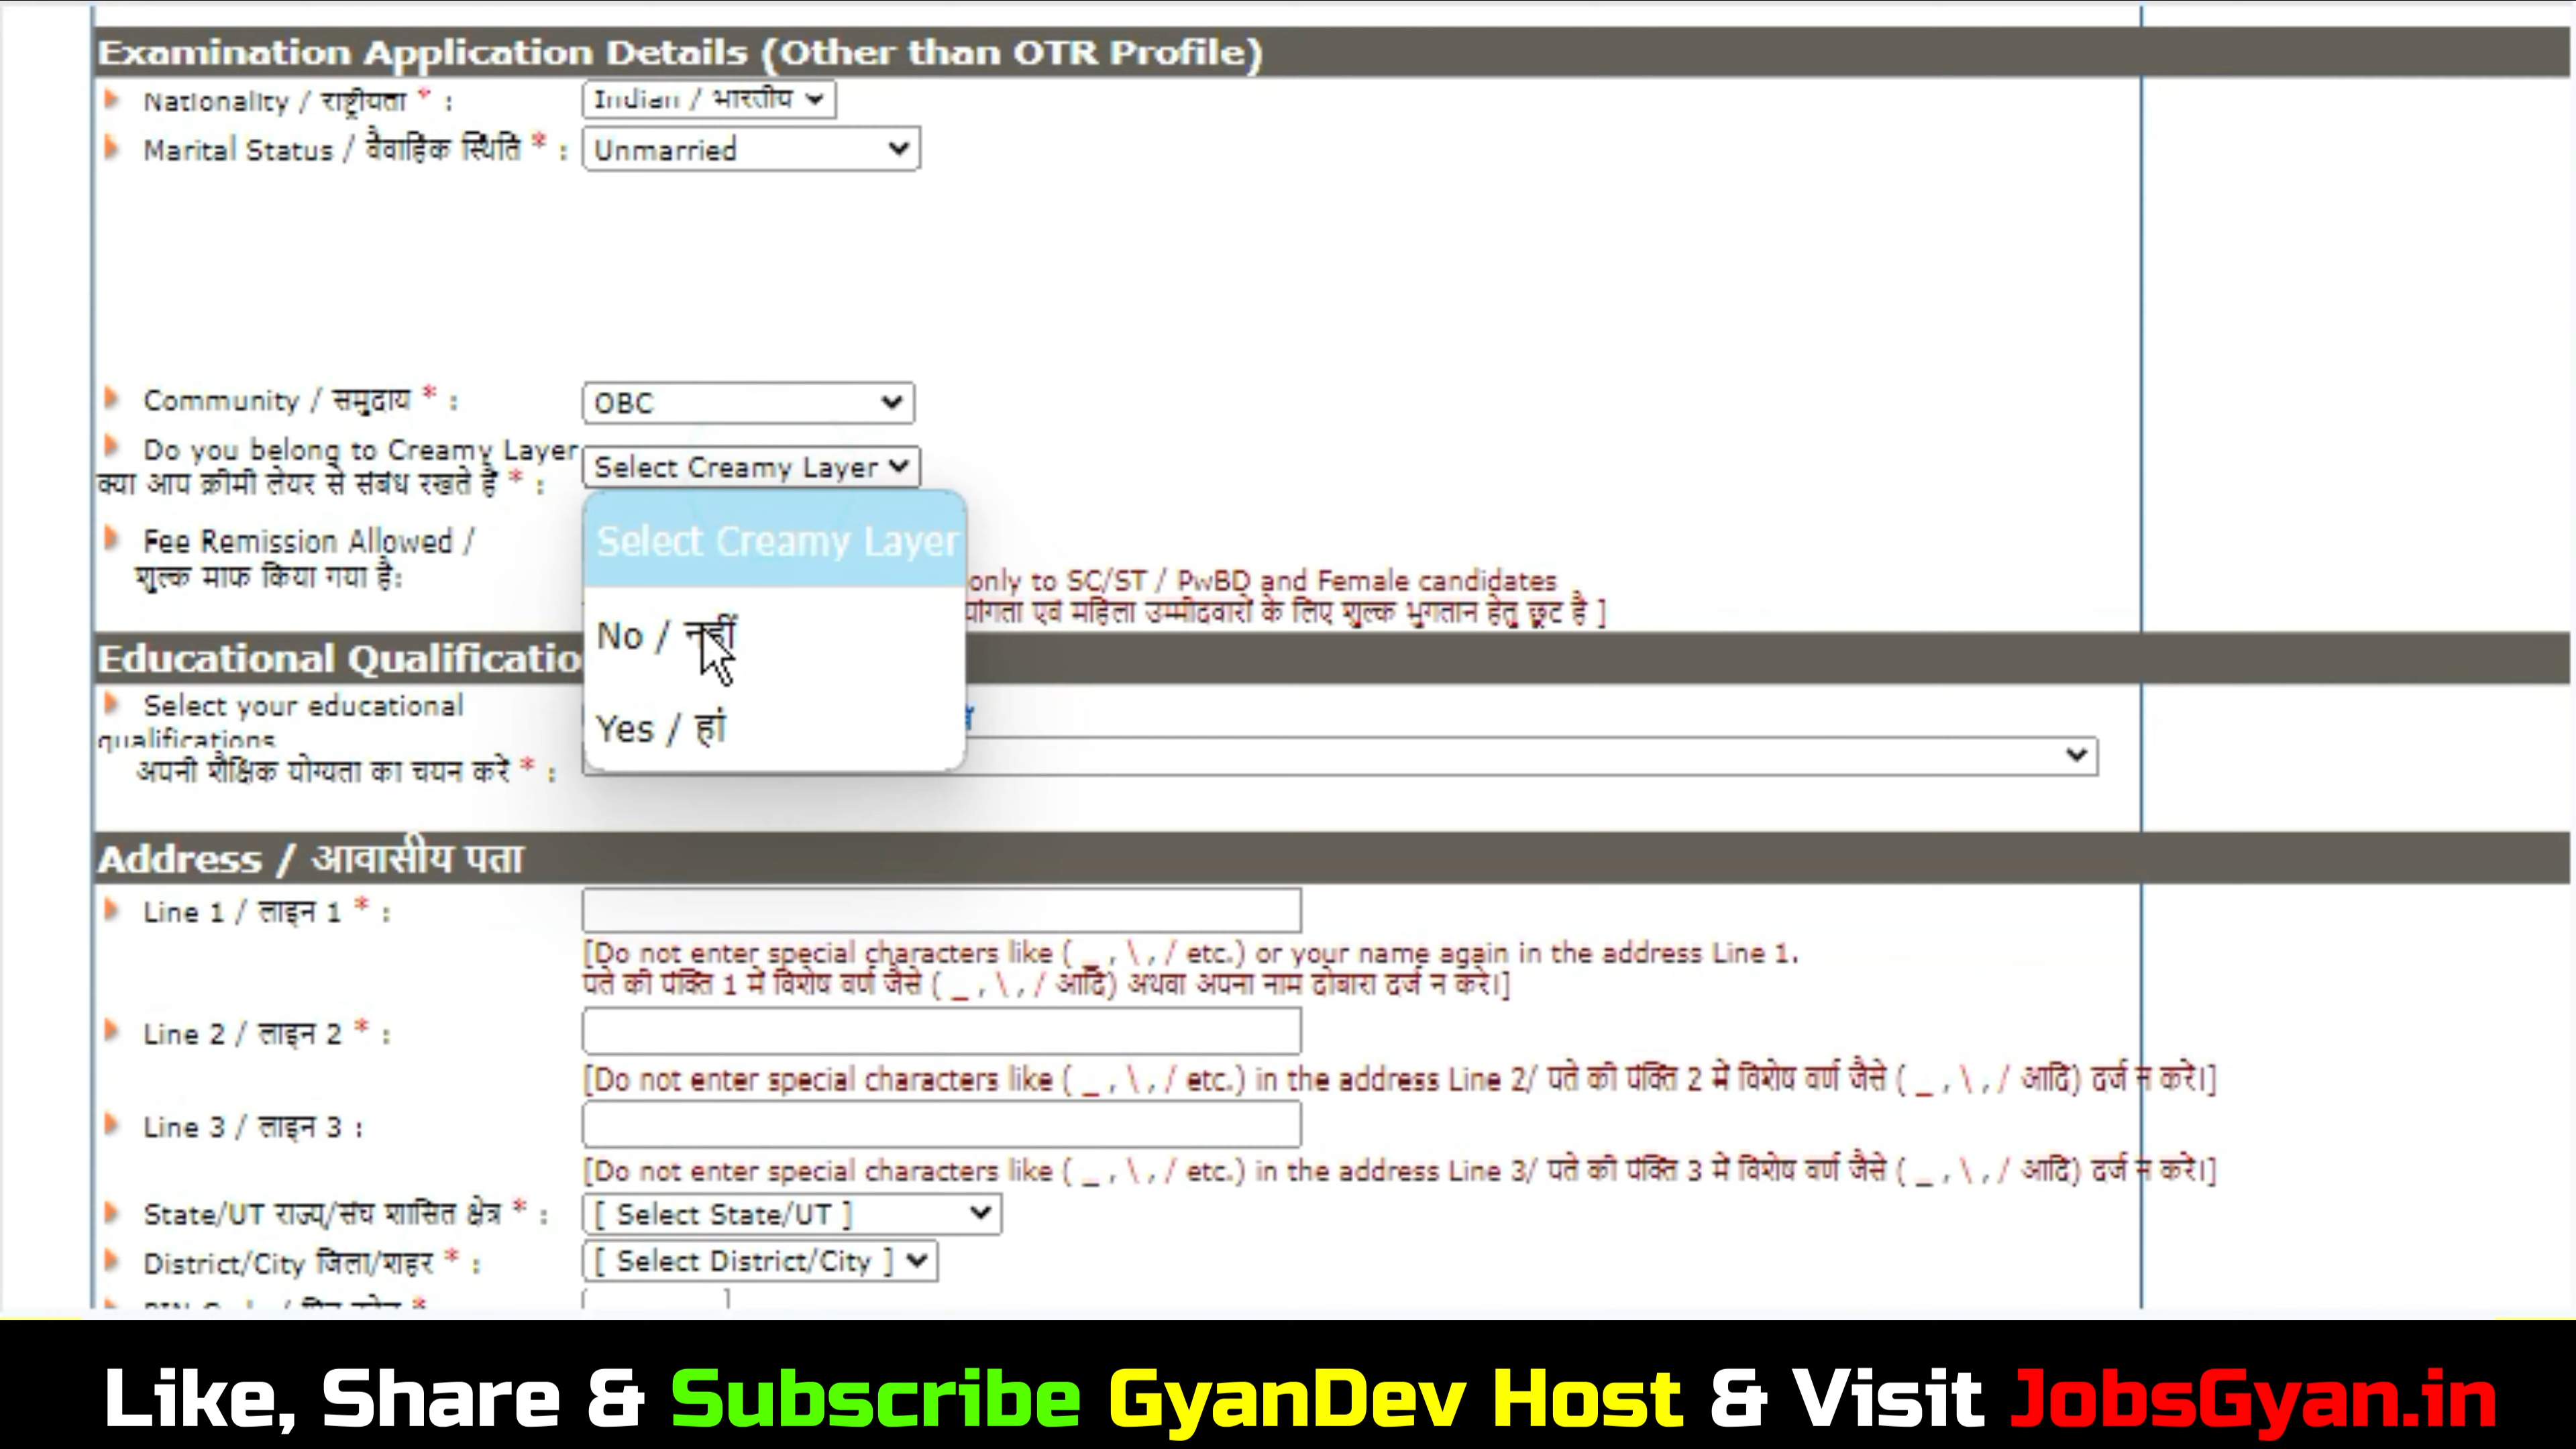 Examination Application Details (Other than OTR Profile)
Nationality / राष्ट्रीयता * :
Indian / भारतीय
Marital Status / वैवाहिक स्थिति * :
Unmarried
Community / समुदाय * :
OBC
Do you belong to Creamy Layer
क्या आप क्रीमी लेयर से संबंध रखते हैं * :
Select Creamy Layer
Select Creamy Layer
No / नहीं
Yes / हां
Fee Remission Allowed /
शुल्क माफ किया गया है:
only to SC/ST / PwBD and Female candidates
एवं महिला उम्मीदवारों के लिए शुल्क भुगतान हेतु छूट है ]
Educational Qualificatio
Select your educational
qualifications
अपनी शैक्षिक योग्यता का चयन करें * :
Address / आवासीय पता
Line 1 / लाइन 1 * :
[Do not enter special characters like ( _ , \ , / etc.) or your name again in the address Line 1.
पते की पंक्ति 1 में विशेष वर्ण जैसे ( _ , \ , / आदि) अथवा अपना नाम दोबारा दर्ज न करें।]
Line 2 / लाइन 2 * :
[Do not enter special characters like ( _ , \ , / etc.) in the address Line 2/ पते की पंक्ति 2 में विशेष वर्ण जैसे ( _ , \ , / आदि) दर्ज न करें।]
Line 3 / लाइन 3 :
[Do not enter special characters like ( _ , \ , / etc.) in the address Line 3/ पते की पंक्ति 3 में विशेष वर्ण जैसे ( _ , \ , / आदि) दर्ज न करें।]
State/UT राज्य/संघ शासित क्षेत्र * :
[ Select State/UT ]
District/City जिला/शहर * :
[ Select District/City ]
Like, Share & Subscribe GyanDev Host & Visit JobsGyan.in